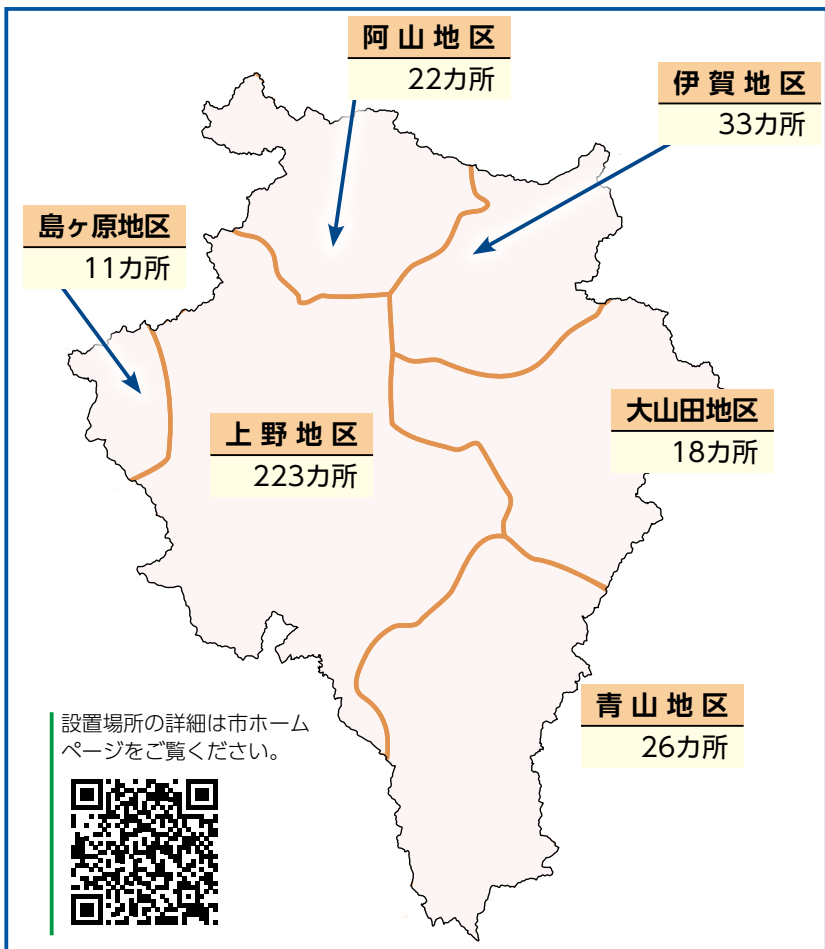 阿山地区
22カ所
伊賀地区
33カ所
島ヶ原地区
11カ所
大山田地区
18カ所
上野地区
223カ所
青山地区
26カ所
設置場所の詳細は市ホーム
ページをご覧ください。